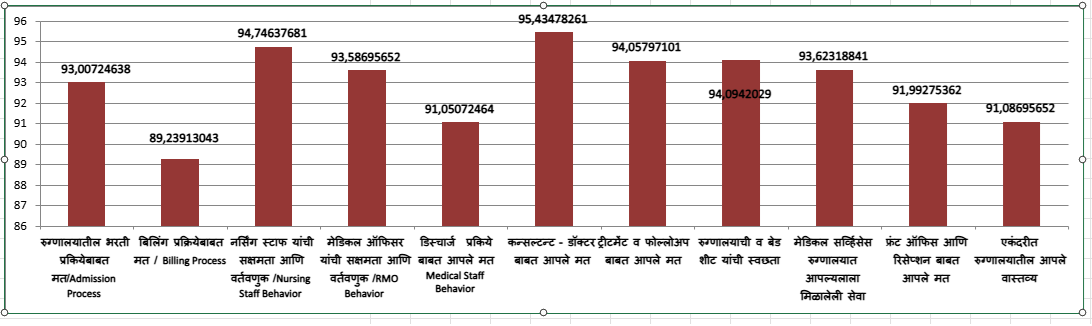 96
95
94
93
92
91
90
89
88
87
86
93,00724638
89,23913043
94,74637681
93,58695652
91,05072464
95,43478261
94,05797101
94,0942029
93,62318841
91,99275362
91,08695652
रुग्णालयातील भरती
प्रकियेबाबत
मत/Admission
Process
बिलिंग प्रक्रियेबाबत
मत / Billing Process
नर्सिंग स्टाफ यांची
सक्षमता आणि
वर्तवणुक /Nursing
Staff Behavior
मेडिकल ऑफिसर
यांची सक्षमता आणि
वर्तवणुक /RMO
Behavior
डिस्चार्ज प्रकिये
बाबत आपले मत
Medical Staff
Behavior
कन्सल्टन्ट - डॉक्टर
बाबत आपले मत
ट्रीटमेंट व फोल्लोअप
बाबत आपले मत
रुग्णालयाची व बेड
शीट यांची स्वछता
मेडिकल सर्व्हिसेस
रुग्णालयात
आपल्यलाला
मिळालेली सेवा
फ्रंट ऑफिस आणि
रिसेप्शन बाबत
आपले मत
एकंदरीत
रुग्णालयातील आपले
वास्तव्य